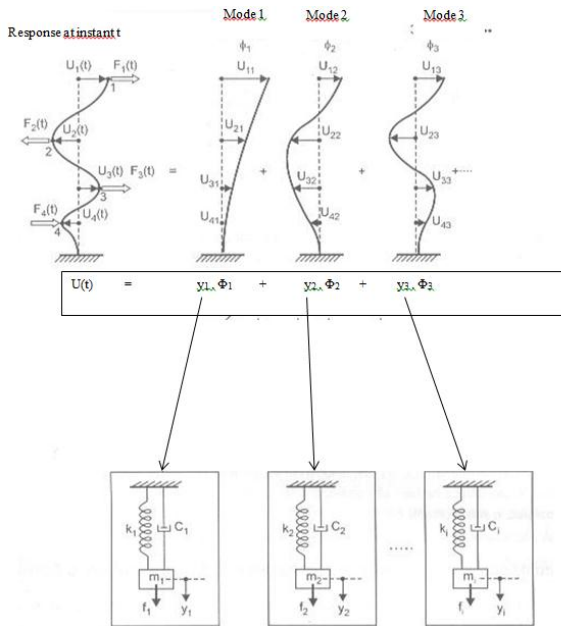 Mode 1 Mode 2 Mode 3
Response at instant t
ϕ1 ϕ2 ϕ3
U1(t) F1(t) U11 U12 U13
1
F2(t) U2(t) U21 U22 U23
2
U3(t) F3(t) = U31 + U32 + U33 +....
3
F4(t) U4(t) U41 U42 U43
4
U(t) = y1. Φ1 + y2. Φ2 + y3. Φ3
k1 C1 k2 C2 ..... ki Ci
m1 m2 mi
f1 y1 f2 y2 fi yi